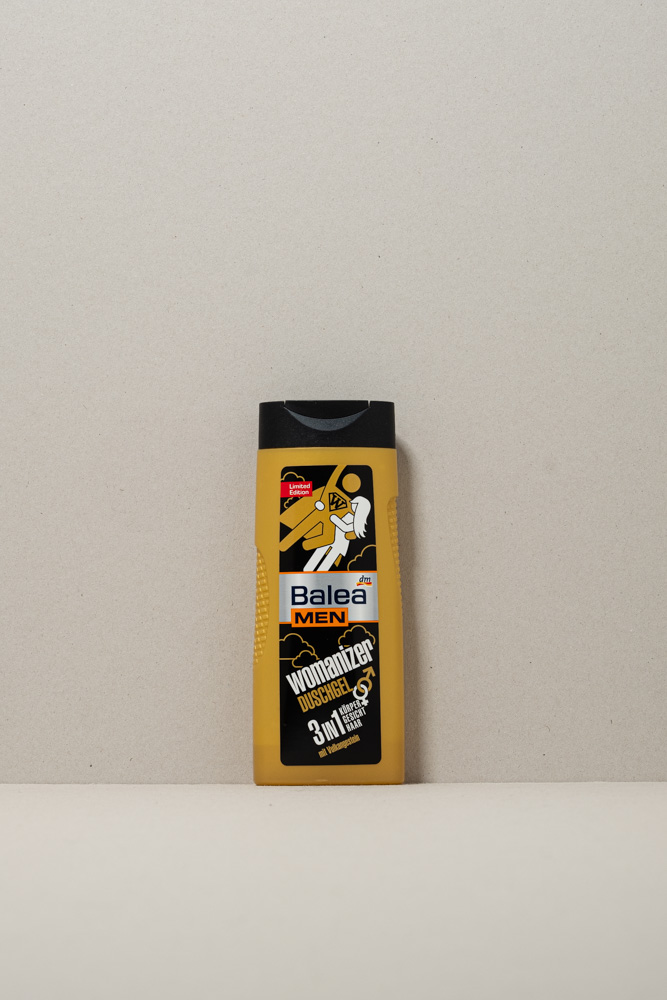 Limited
Edition
W
dm
Balea
MEN
womanizer
DUSCHGEL
3IN1
KÖRPER
GESICHT
HAAR
mit Vulkangestein